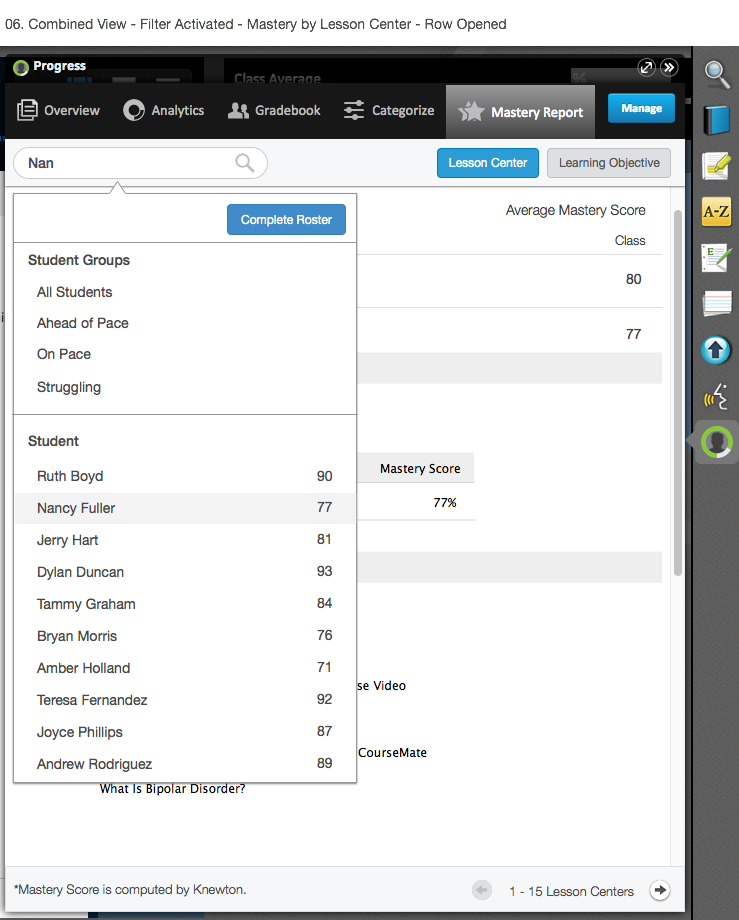 06. Combined View - Filter Activated - Mastery by Lesson Center - Row Opened
Progress
Class Average
%
Overview
Analytics
Gradebook
Categorize
Mastery Report
Manage
Nan
Lesson Center
Learning Objective
Complete Roster
Average Mastery Score
Class
80
77
Student Groups
All Students
Ahead of Pace
On Pace
Struggling
Student
Ruth Boyd 90
Nancy Fuller 77
Jerry Hart 81
Dylan Duncan 93
Tammy Graham 84
Bryan Morris 76
Amber Holland 71
Teresa Fernandez 92
Joyce Phillips 87
Andrew Rodriguez 89
Mastery Score
77%
se Video
CourseMate
What Is Bipolar Disorder?
*Mastery Score is computed by Knewton.
1 - 15 Lesson Centers
A-Z
E